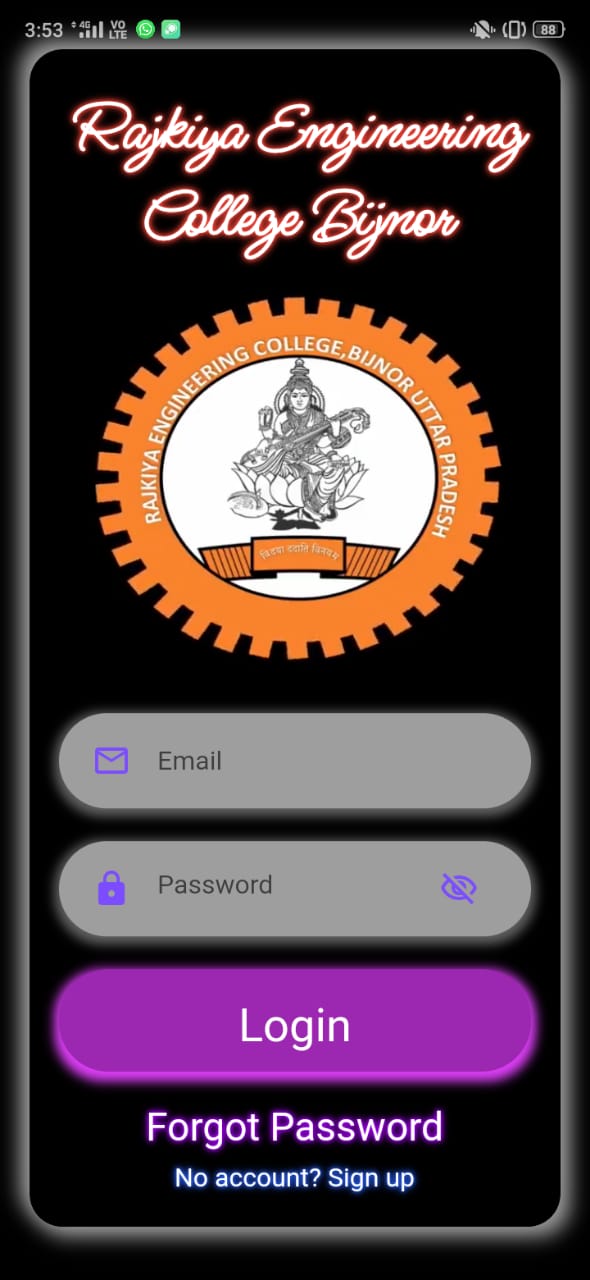 3:53 4G VO LTE 88
Rajkiya Engineering
College Bijnor
RAJKIYA ENGINEERING COLLEGE,BIJNOR UTTAR PRADESH
विद्या ददाति विनयम्
Email
Password
Login
Forgot Password
No account? Sign up